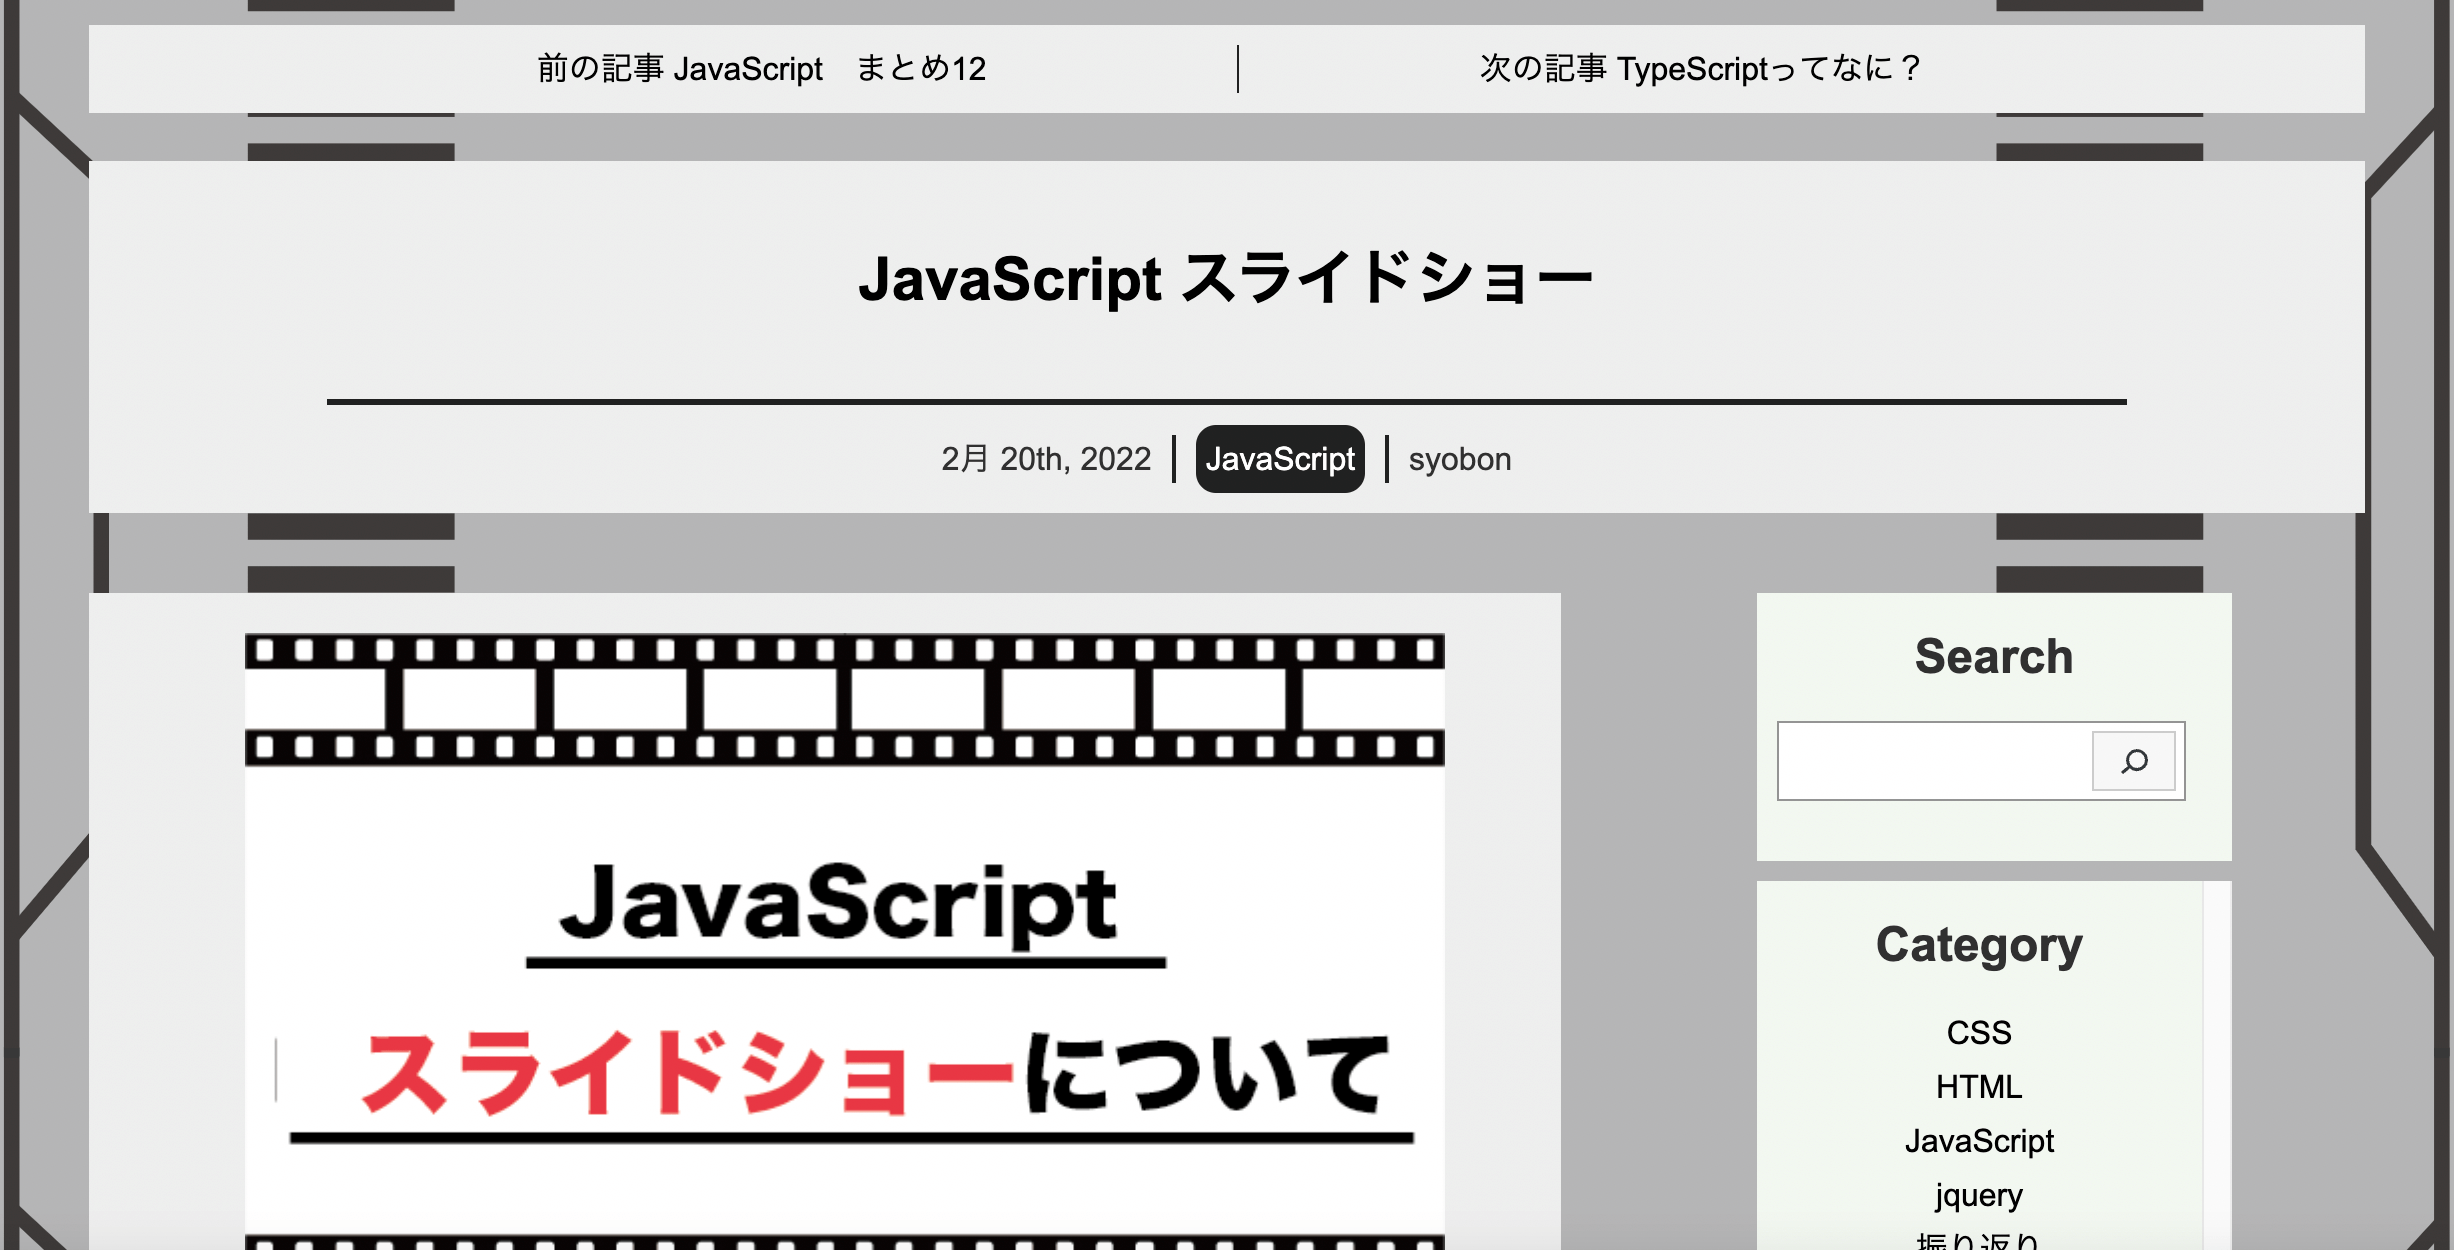 前の記事 JavaScript　まとめ12
次の記事 TypeScriptってなに？
JavaScript スライドショー
2月 20th, 2022
JavaScript
syobon
JavaScript
スライドショーについて
Search
Category
CSS
HTML
JavaScript
jquery
振り返り